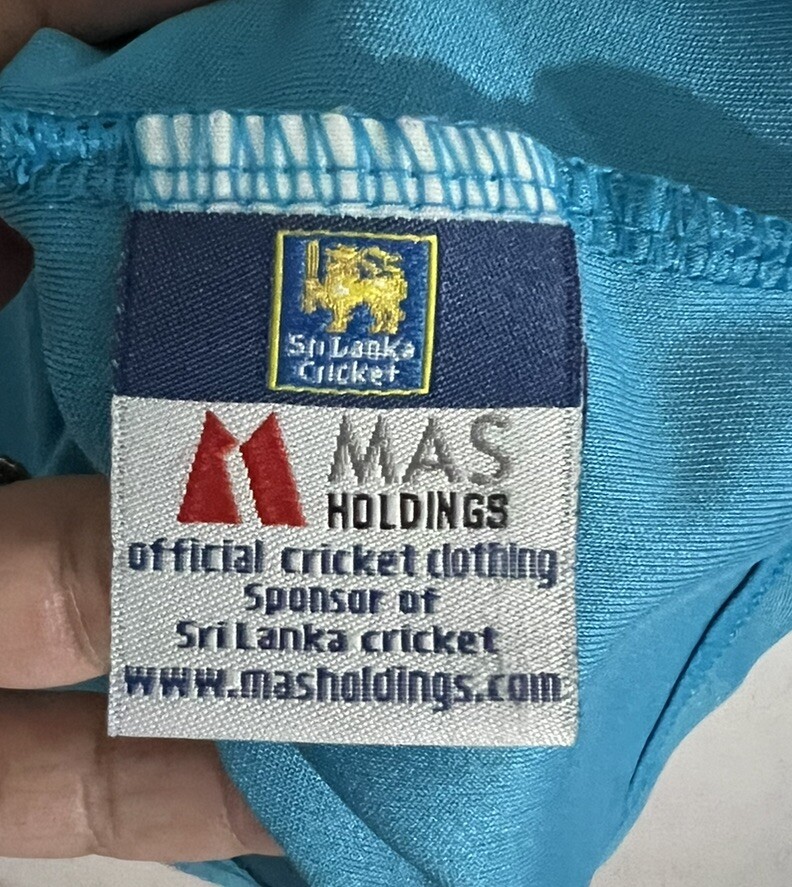 Sri Lanka
Cricket
MAS
HOLDINGS
official cricket clothing
Sponsor of
Sri Lanka cricket
www.masholdings.com